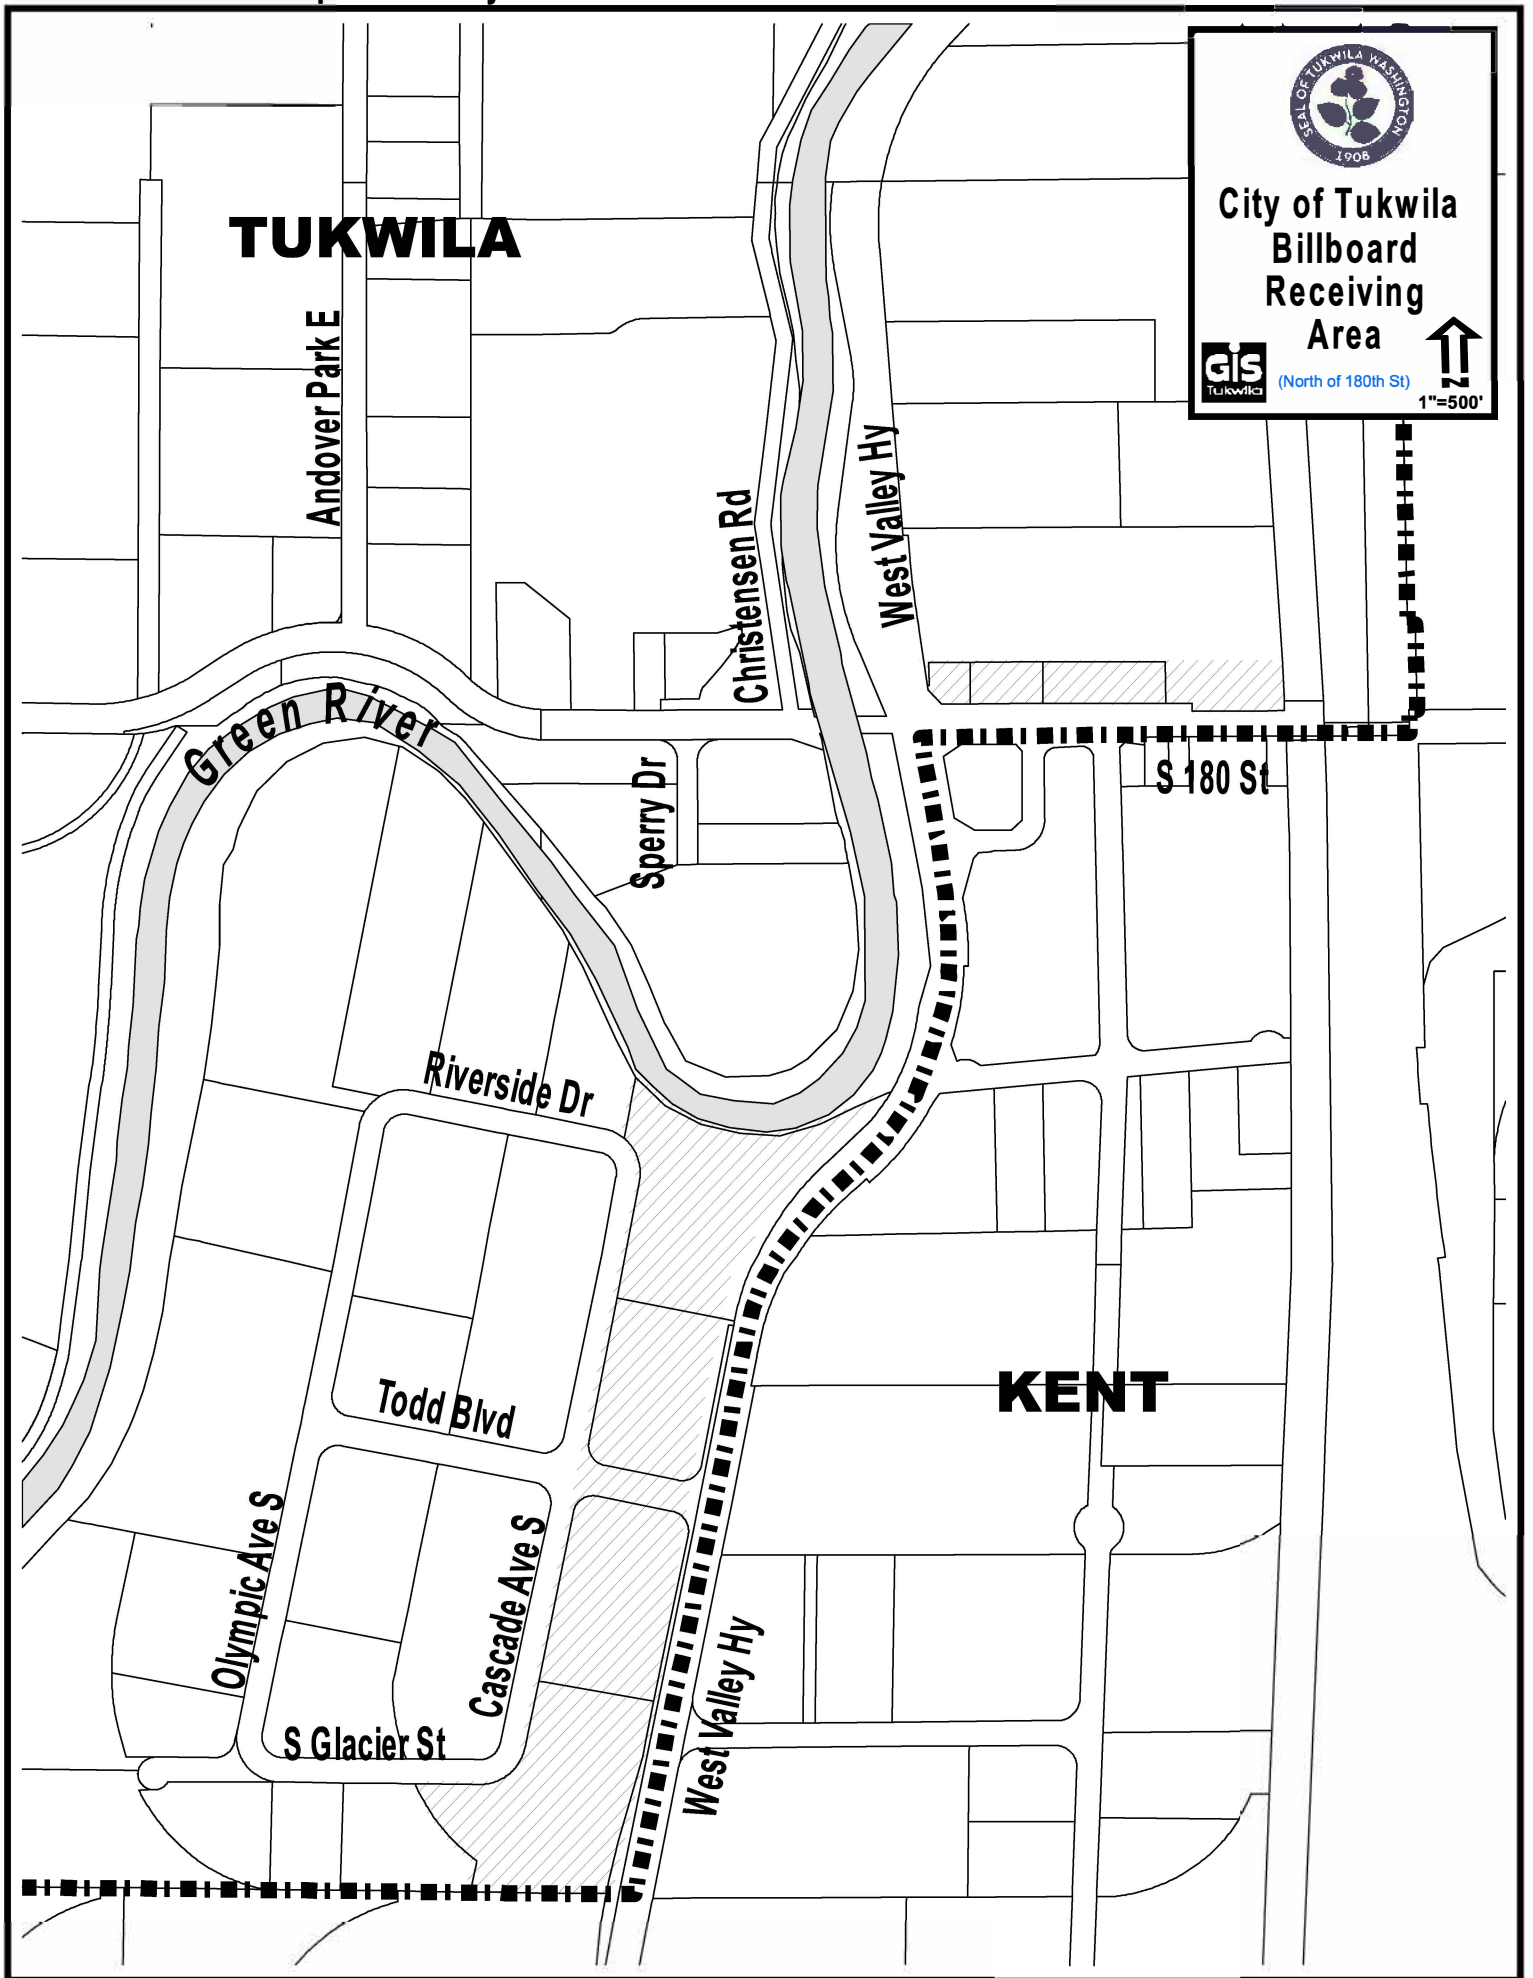 SEAL OF TUKWILA WASHINGTON
1908
City of Tukwila
Billboard
Receiving
Area
GIS
Tukwila
(North of 180th St)
N
1"=500'
TUKWILA
Andover Park E
Christensen Rd
West Valley Hy
Green River
Sperry Dr
S 180 St
Riverside Dr
Todd Blvd
KENT
Olympic Ave S
Cascade Ave S
S Glacier St
West Valley Hy